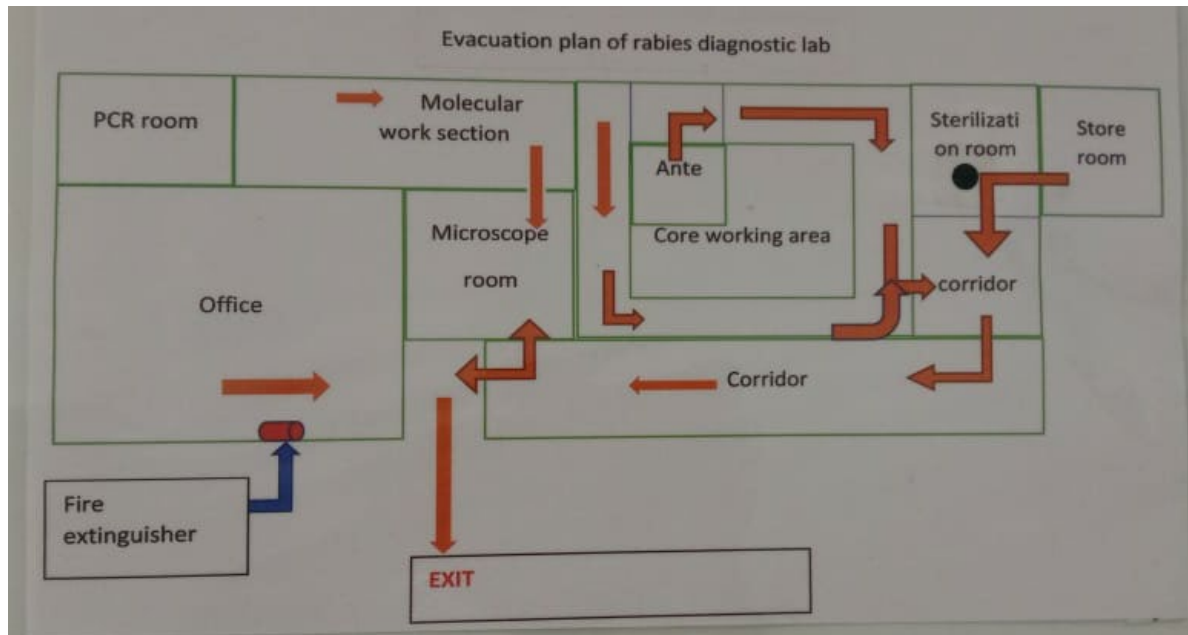 Evacuation plan of rabies diagnostic lab
PCR room
Molecular
work section
Ante
Sterilizati
on room
Store
room
Microscope
room
Core working area
Office
corridor
Corridor
Fire
extinguisher
EXIT